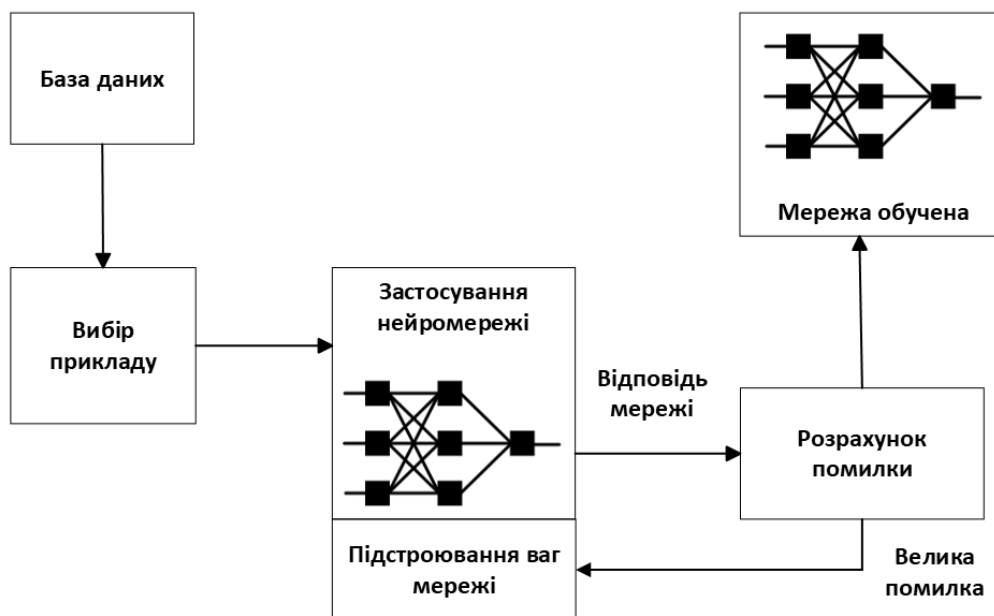 База даних
Мережа обучена
Вибір
прикладу
Застосування
нейромережі
Відповідь
мережі
Розрахунок
помилки
Підстроювання ваг
мережі
Велика
помилка